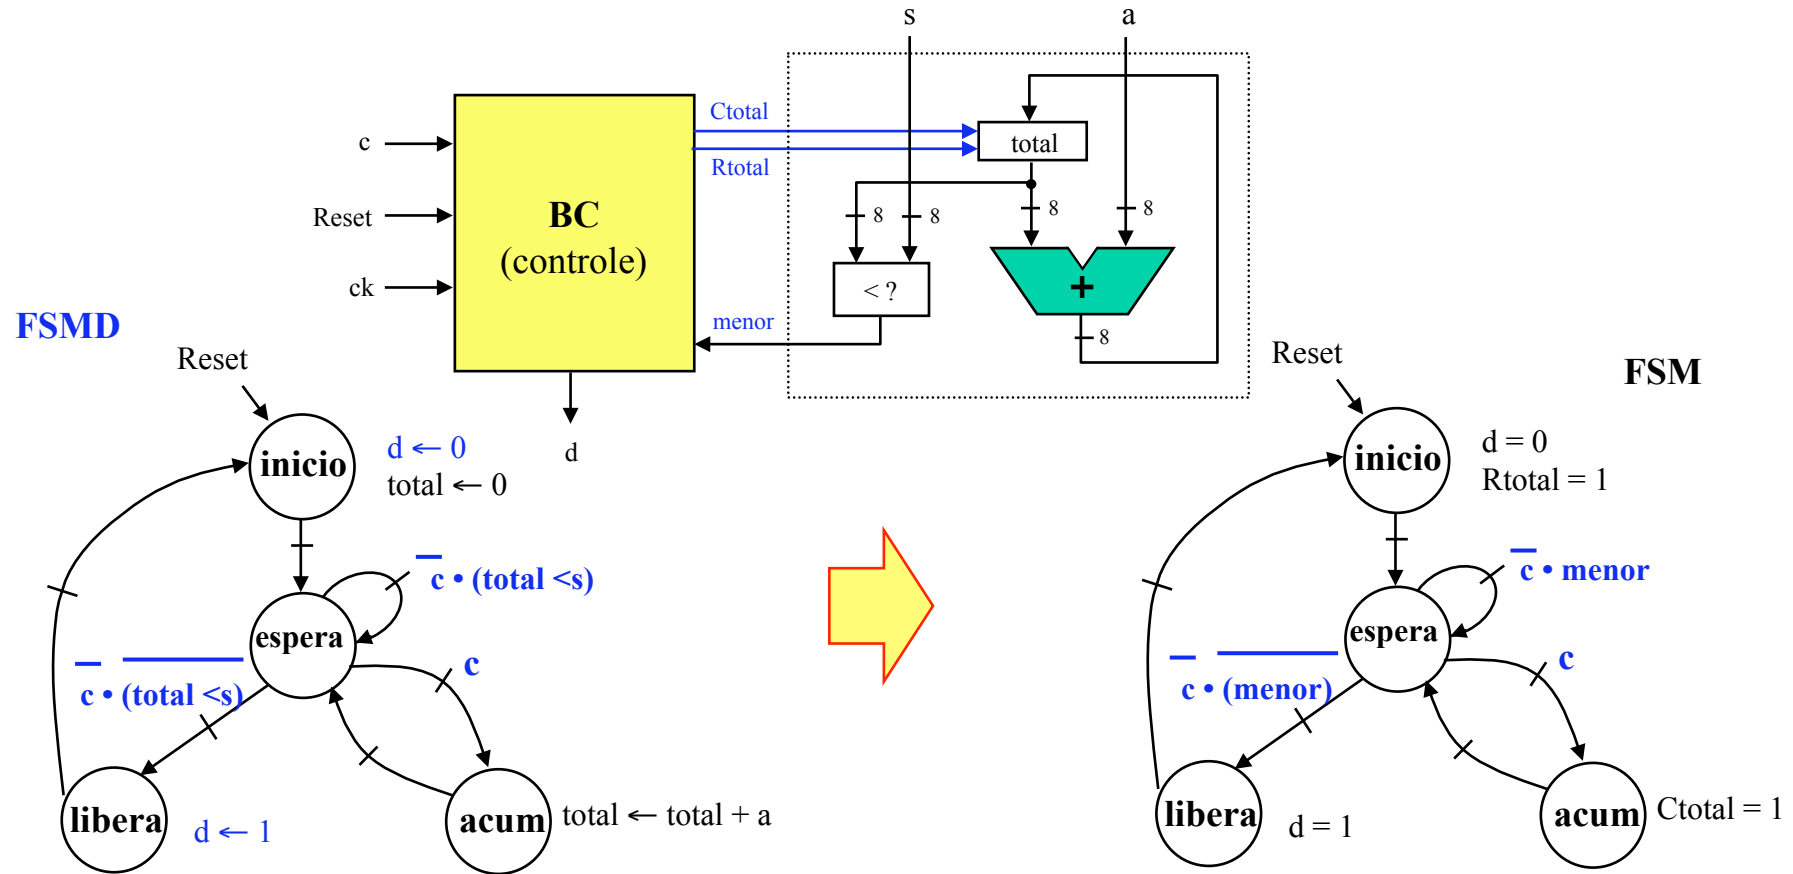 s
a
Ctotal
c
total
Rtotal
Reset
BC
8
8
8
8
(controle)
ck
< ?
+
menor
8
FSMD
Reset
Reset
FSM
d
d ← 0
inicio
total ← 0
d = 0
inicio
Rtotal = 1
c̅ • (total <s)
c̅ • menor
espera
espera
c
c
c̅ • (t̅o̅t̅a̅l̅ ̅<̅s̅)
c̅ • (m̅e̅n̅o̅r̅)
libera
d ← 1
acum
total ← total + a
libera
d = 1
acum
Ctotal = 1